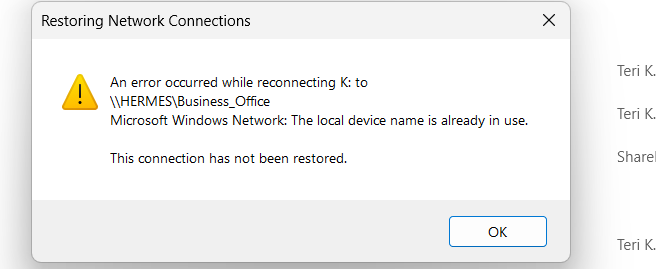 Restoring Network Connections
An error occurred while reconnecting K: to
\\HERMES\Business_Office
Microsoft Windows Network: The local device name is already in use.
This connection has not been restored.
OK
Teri K.
Teri K.
Teri K.